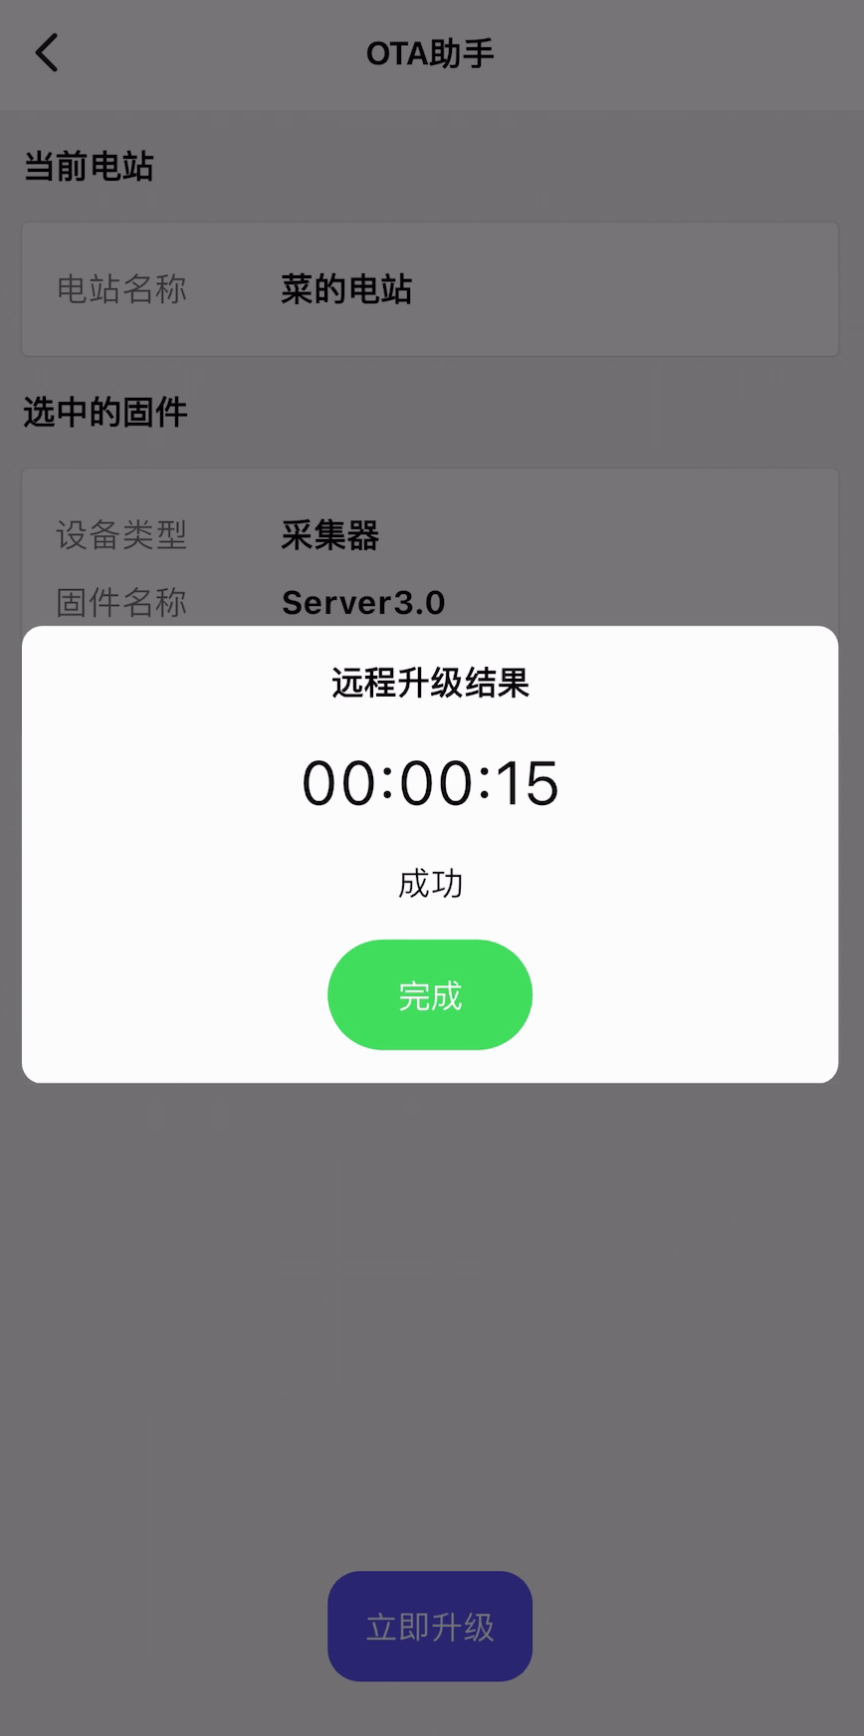 OTA助手
当前电站
电站名称 菜的电站
选中的固件
设备类型 采集器
固件名称 Server3.0
远程升级结果
00:00:15
成功
完成
立即升级